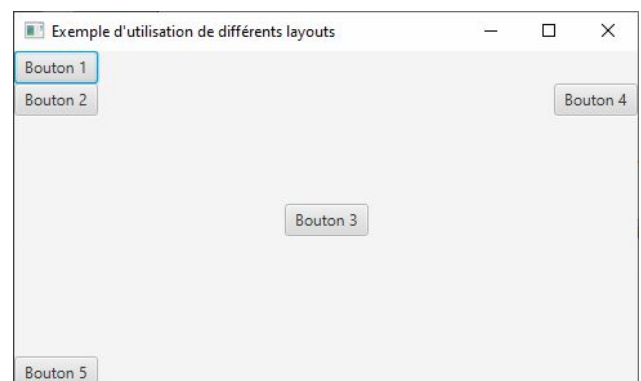 Exemple d'utilisation de différents layouts
Bouton 1
Bouton 2
Bouton 4
Bouton 3
Bouton 5